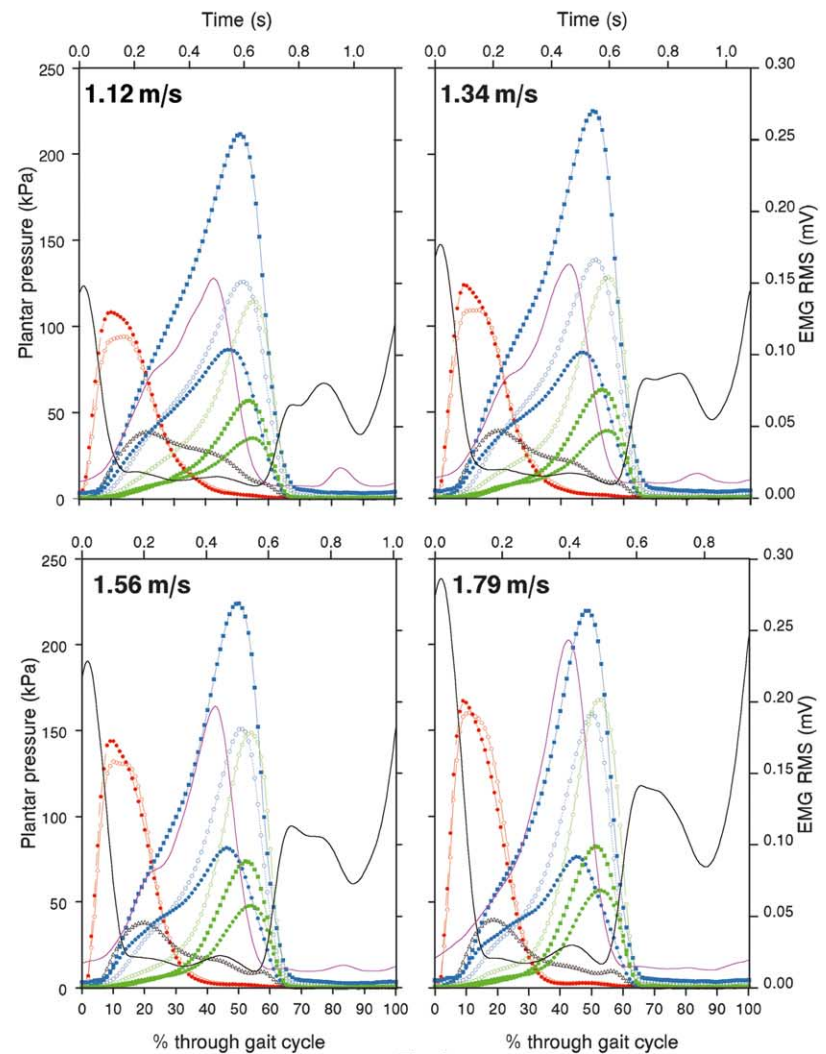 Time (s) Time (s)
0.0 0.2 0.4 0.6 0.8 1.0 0.0 0.2 0.4 0.6 0.8 1.0
250 0.30
1.12 m/s 1.34 m/s
0.25
200
0.20
150
0.15
100
0.10
50
0.05
0 0.00
Plantar pressure (kPa)
EMG RMS (mV)
0.0 0.2 0.4 0.6 0.8 1.0 0.0 0.2 0.4 0.6 0.8
250 0.30
1.56 m/s 1.79 m/s
0.25
200
0.20
150
0.15
100
0.10
50
0.05
0 0.00
Plantar pressure (kPa)
EMG RMS (mV)
0 10 20 30 40 50 60 70 80 90 100 0 10 20 30 40 50 60 70 80 90 100
% through gait cycle % through gait cycle